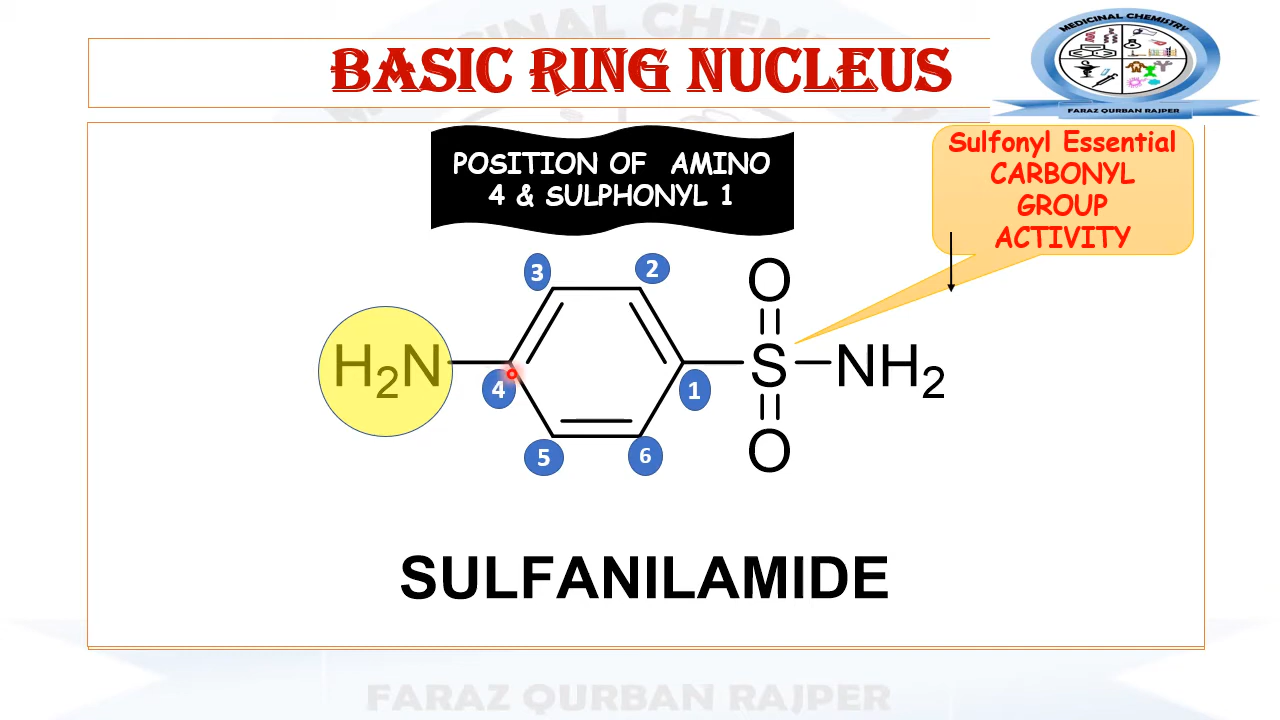 BASIC RING NUCLEUS
MEDICINAL CHEMISTRY
FARAZ QURBAN RAJPER
POSITION OF AMINO
4 & SULPHONYL 1
Sulfonyl Essential
CARBONYL
GROUP
ACTIVITY
3
2
O
H2N
S
NH2
4
1
O
5
6
SULFANILAMIDE
FARAZ QURBAN RAJPER